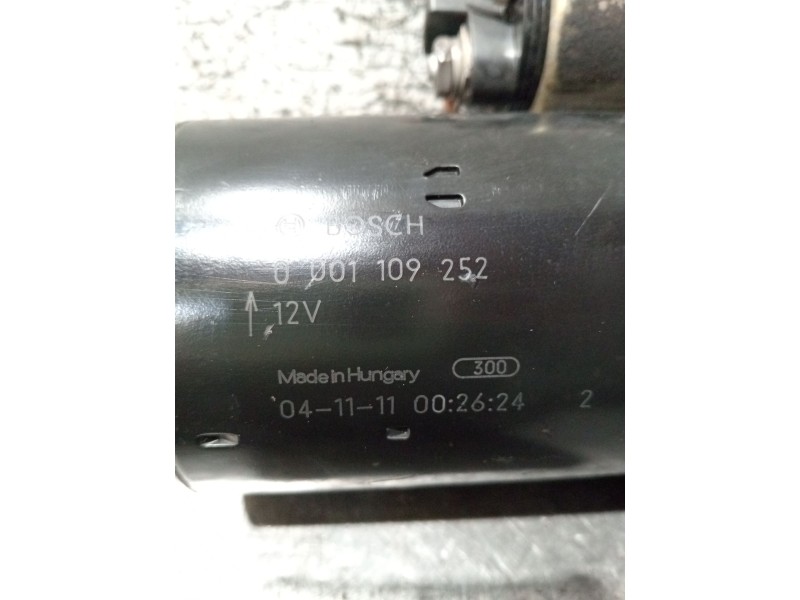 BOSCH
0 001 109 252
12V
Made in Hungary 300
04-11-11 00:26:24 2